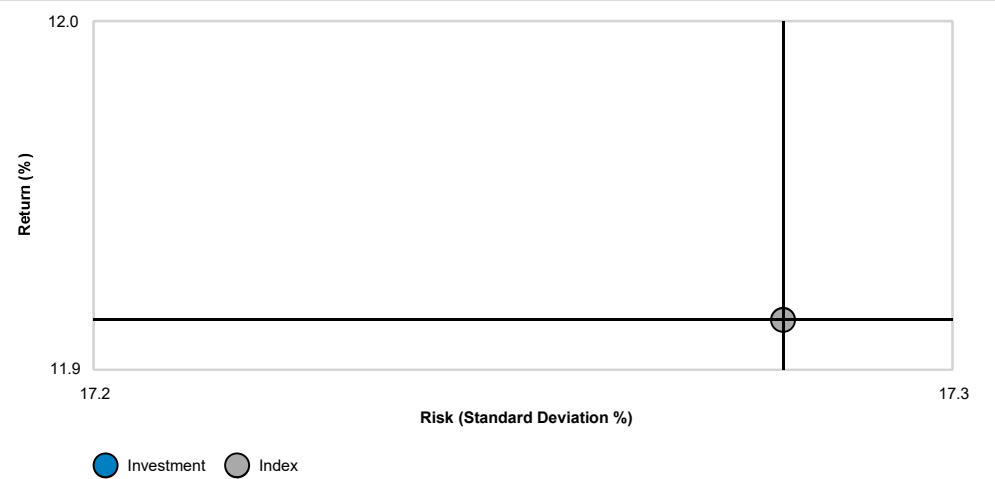 12.0
Return (%)
11.9
17.2
17.3
Risk (Standard Deviation %)
Investment
Index